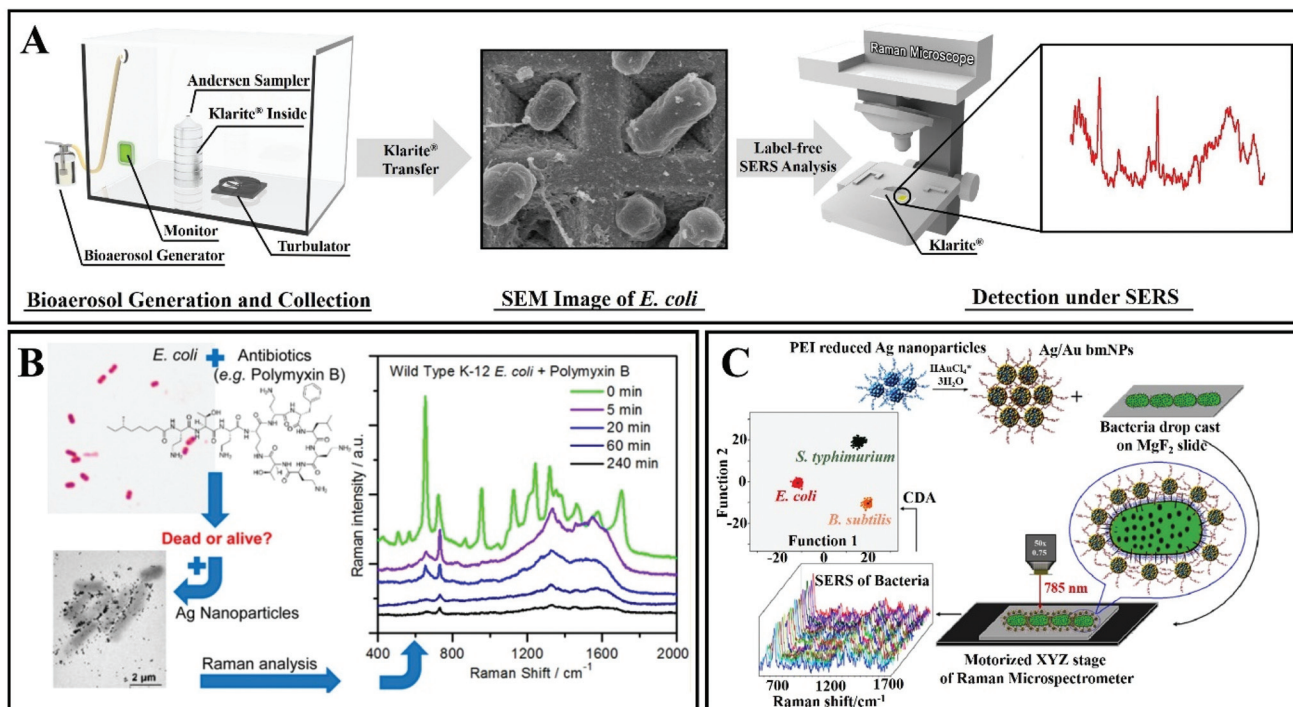 A
Andersen Sampler
Klarite® Inside
Monitor
Turbulator
Bioaerosol Generator
Bioaerosol Generation and Collection
Klarite®
Transfer
SEM Image of E. coli
Label-free
SERS Analysis
Raman Microscope
Klarite®
Detection under SERS
B
E. coli + Antibiotics
(e.g. Polymyxin B)
Dead or alive?
+
Ag Nanoparticles
2 μm
Raman analysis
Wild Type K-12 E. coli + Polymyxin B
0 min
5 min
20 min
60 min
240 min
Raman intensity / a.u.
400 800 1200 1600 2000
Raman Shift / cm⁻¹
C
PEI reduced Ag nanoparticles
HAuCl₄*
3H₂O
Ag/Au bmNPs
+
Bacteria drop cast
on MgF₂ slide
Function 2
20
0
-20
S. typhimurium
E. coli
B. subtilis
-20 0 20
Function 1
CDA
SERS of Bacteria
700 1200 1700
Raman shift/cm⁻¹
50x
0.75
785 nm
Motorized XYZ stage
of Raman Microspectrometer